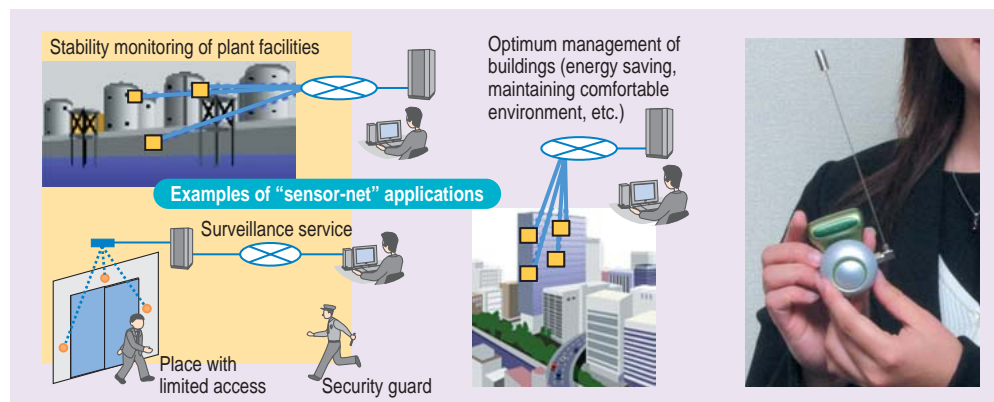 Stability monitoring of plant facilities
Optimum management of
buildings (energy saving,
maintaining comfortable
environment, etc.)
Examples of “sensor-net” applications
Surveillance service
Place with
limited access
Security guard